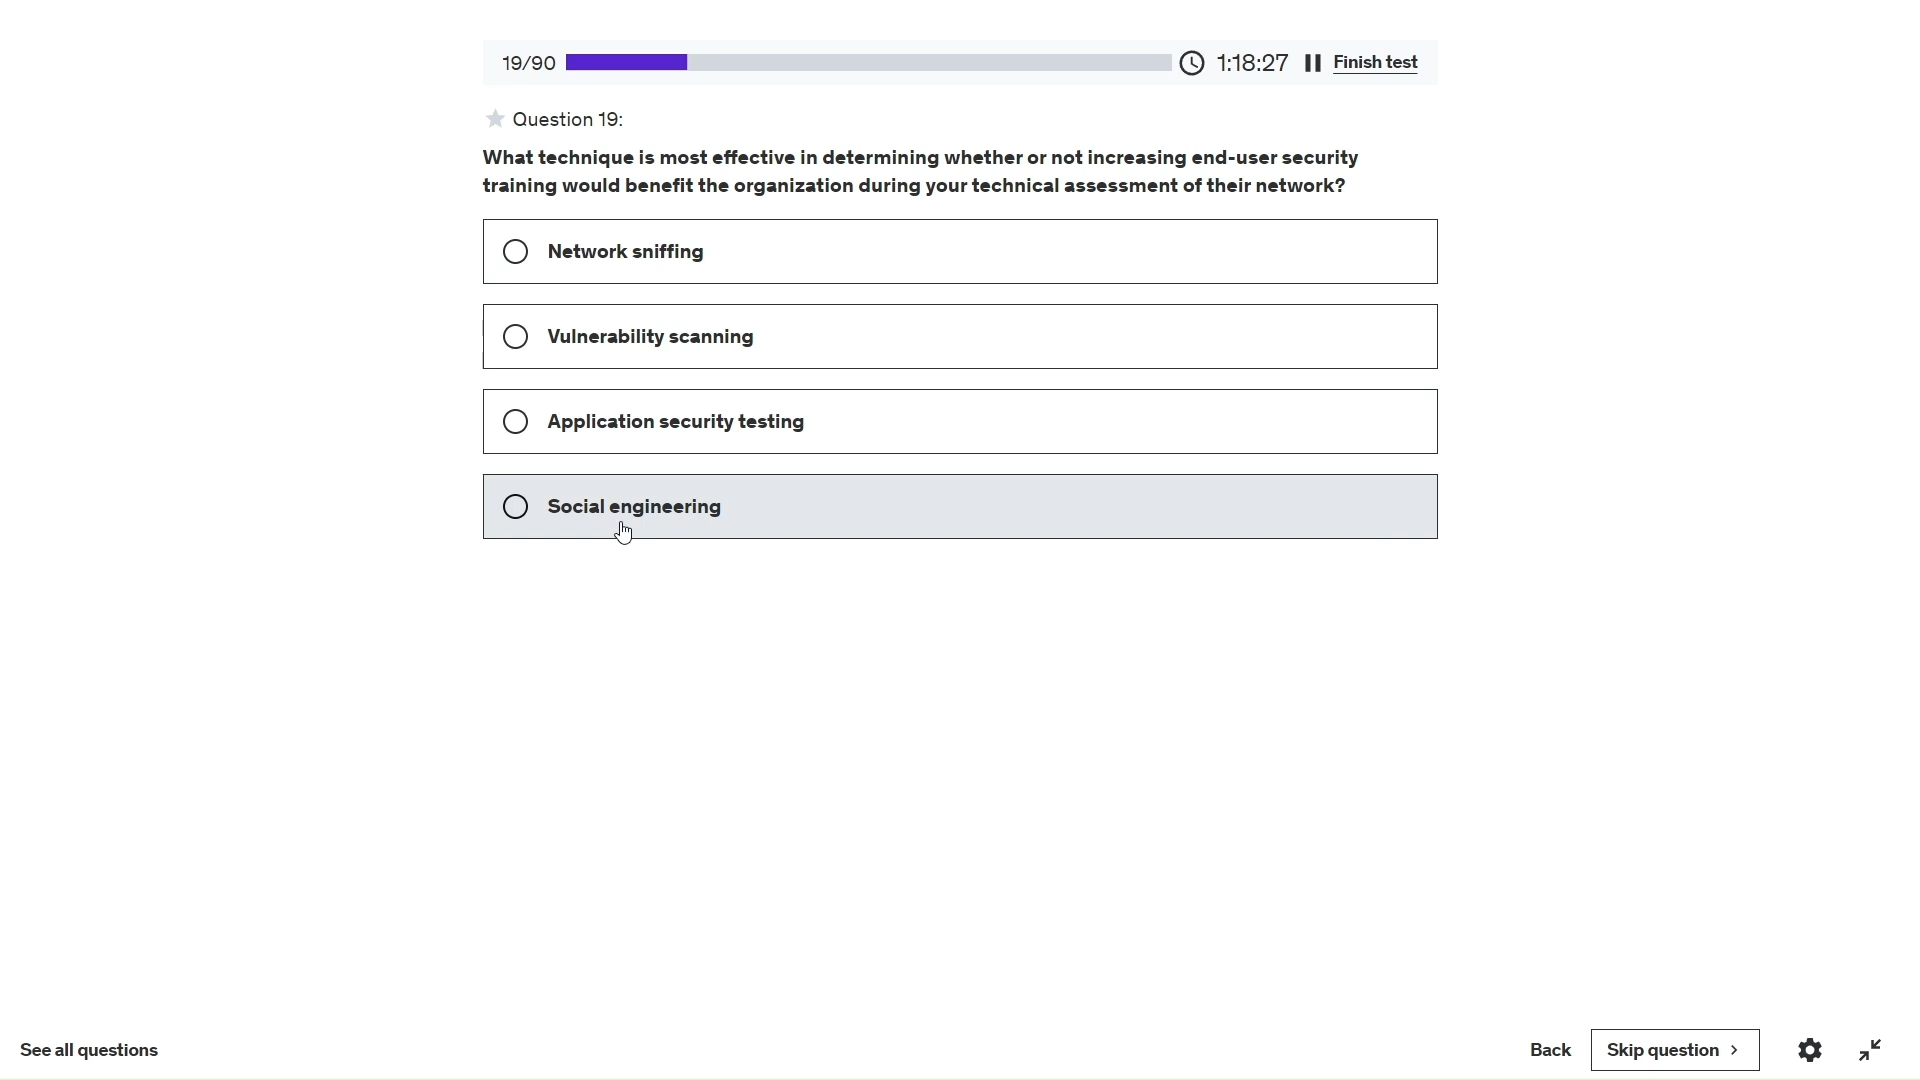 19/90 1:18:27 Finish test
Question 19:
What technique is most effective in determining whether or not increasing end-user security
training would benefit the organization during your technical assessment of their network?
Network sniffing
Vulnerability scanning
Application security testing
Social engineering
See all questions Back Skip question